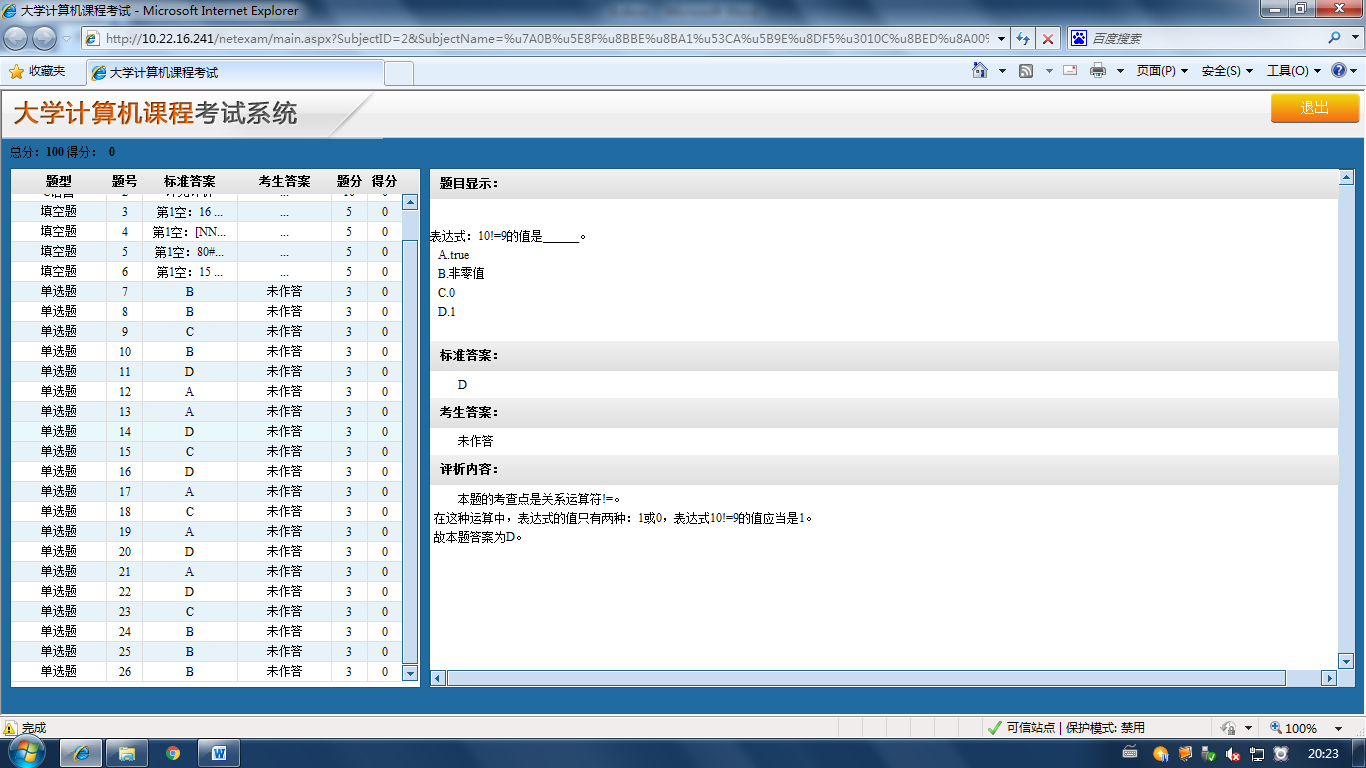 大学计算机课程考试 - Microsoft Internet Explorer
http://10.22.16.241/netexam/main.aspx?SubjectID=2&SubjectName=%u7A0B%u5E8F%u8BBE%u8BA1%u53CA%u5B9E%u8DF5%u3010C%u8BED%u8A00%
百度搜索
收藏夹 大学计算机课程考试 页面(P) 安全(S) 工具(O)
大学计算机课程考试系统 退出
总分：100 得分： 0
题型 题号 标准答案 考生答案 题分 得分
填空题 3 第1空：16 ... ... 5 0
填空题 4 第1空：[NN... ... 5 0
填空题 5 第1空：80#... ... 5 0
填空题 6 第1空：15 ... ... 5 0
单选题 7 B 未作答 3 0
单选题 8 B 未作答 3 0
单选题 9 C 未作答 3 0
单选题 10 B 未作答 3 0
单选题 11 D 未作答 3 0
单选题 12 A 未作答 3 0
单选题 13 A 未作答 3 0
单选题 14 D 未作答 3 0
单选题 15 C 未作答 3 0
单选题 16 D 未作答 3 0
单选题 17 A 未作答 3 0
单选题 18 C 未作答 3 0
单选题 19 A 未作答 3 0
单选题 20 D 未作答 3 0
单选题 21 A 未作答 3 0
单选题 22 D 未作答 3 0
单选题 23 C 未作答 3 0
单选题 24 B 未作答 3 0
单选题 25 B 未作答 3 0
单选题 26 B 未作答 3 0
题目显示：
表达式：10!=9的值是______。
A.true
B.非零值
C.0
D.1
标准答案：
D
考生答案：
未作答
评析内容：
本题的考查点是关系运算符!=。
在这种运算中，表达式的值只有两种：1或0，表达式10!=9的值应当是1。
故本题答案为D。
完成 可信站点 | 保护模式: 禁用 100%
20:23